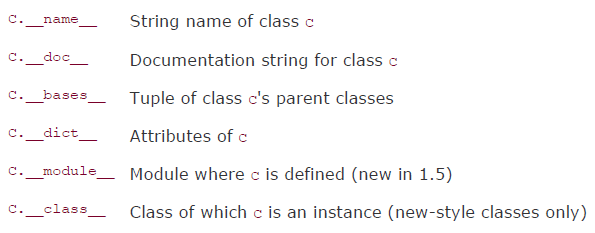 C.__name__ String name of class C
C.__doc__ Documentation string for class C
C.__bases__ Tuple of class C's parent classes
C.__dict__ Attributes of C
C.__module__ Module where C is defined (new in 1.5)
C.__class__ Class of which C is an instance (new-style classes only)